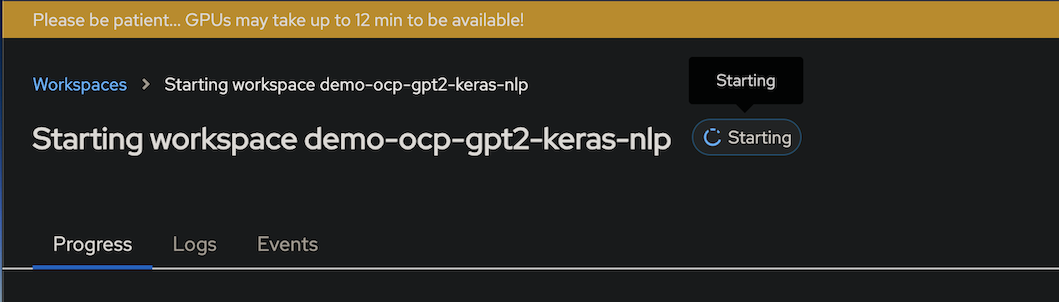 Please be patient... GPUs may take up to 12 min to be available!
Workspaces > Starting workspace demo-ocp-gpt2-keras-nlp
Starting
Starting workspace demo-ocp-gpt2-keras-nlp Starting
Progress Logs Events